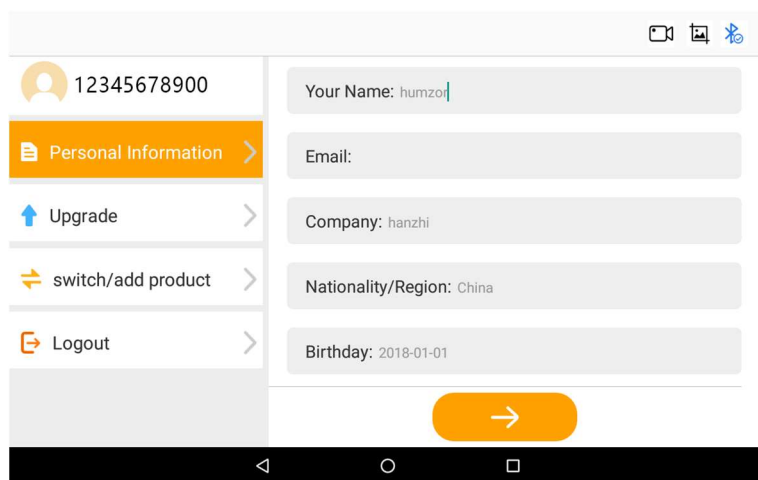 12345678900
Personal Information
Upgrade
switch/add product
Logout
Your Name: humzor
Email:
Company: hanzhi
Nationality/Region: China
Birthday: 2018-01-01